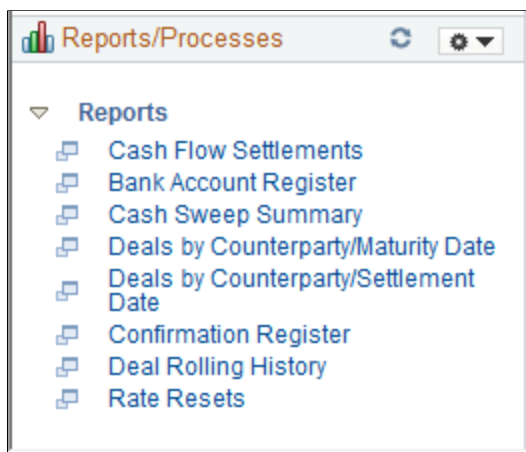 Reports/Processes
Reports
Cash Flow Settlements
Bank Account Register
Cash Sweep Summary
Deals by Counterparty/Maturity Date
Deals by Counterparty/Settlement
Date
Confirmation Register
Deal Rolling History
Rate Resets